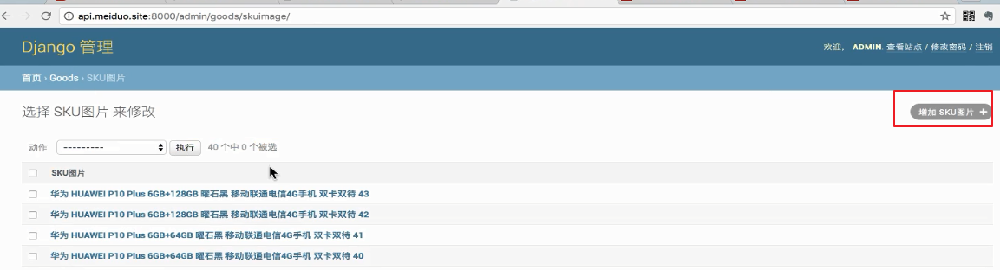 api.meiduo.site:8000/admin/goods/skuimage/
Django 管理
欢迎, ADMIN. 查看站点 / 修改密码 / 注销
首页 › Goods › SKU图片
选择 SKU图片 来修改
增加 SKU图片 +
动作 --------- 执行 40 个中 0 个被选
SKU图片
华为 HUAWEI P10 Plus 6GB+128GB 曜石黑 移动联通电信4G手机 双卡双待 43
华为 HUAWEI P10 Plus 6GB+128GB 曜石黑 移动联通电信4G手机 双卡双待 42
华为 HUAWEI P10 Plus 6GB+64GB 曜石黑 移动联通电信4G手机 双卡双待 41
华为 HUAWEI P10 Plus 6GB+64GB 曜石黑 移动联通电信4G手机 双卡双待 40